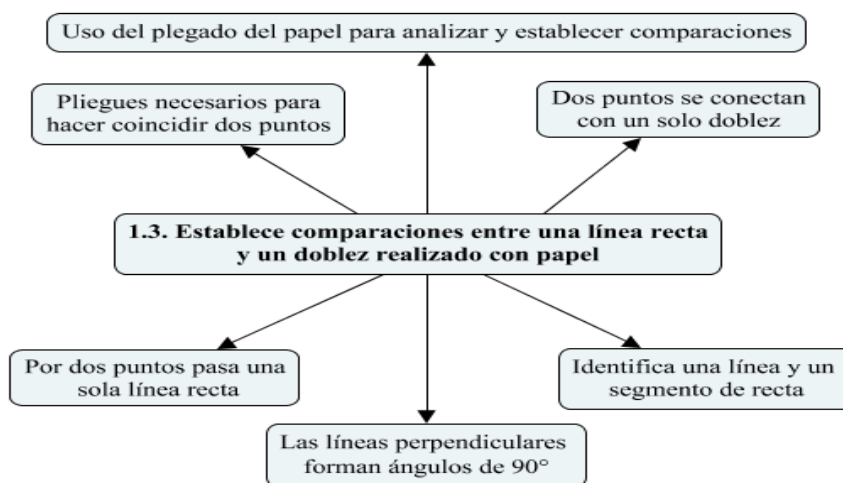 Uso del plegado del papel para analizar y establecer comparaciones
Pliegues necesarios para
hacer coincidir dos puntos
Dos puntos se conectan
con un solo doblez
1.3. Establece comparaciones entre una línea recta
y un doblez realizado con papel
Por dos puntos pasa una
sola línea recta
Identifica una línea y un
segmento de recta
Las líneas perpendiculares
forman ángulos de 90°